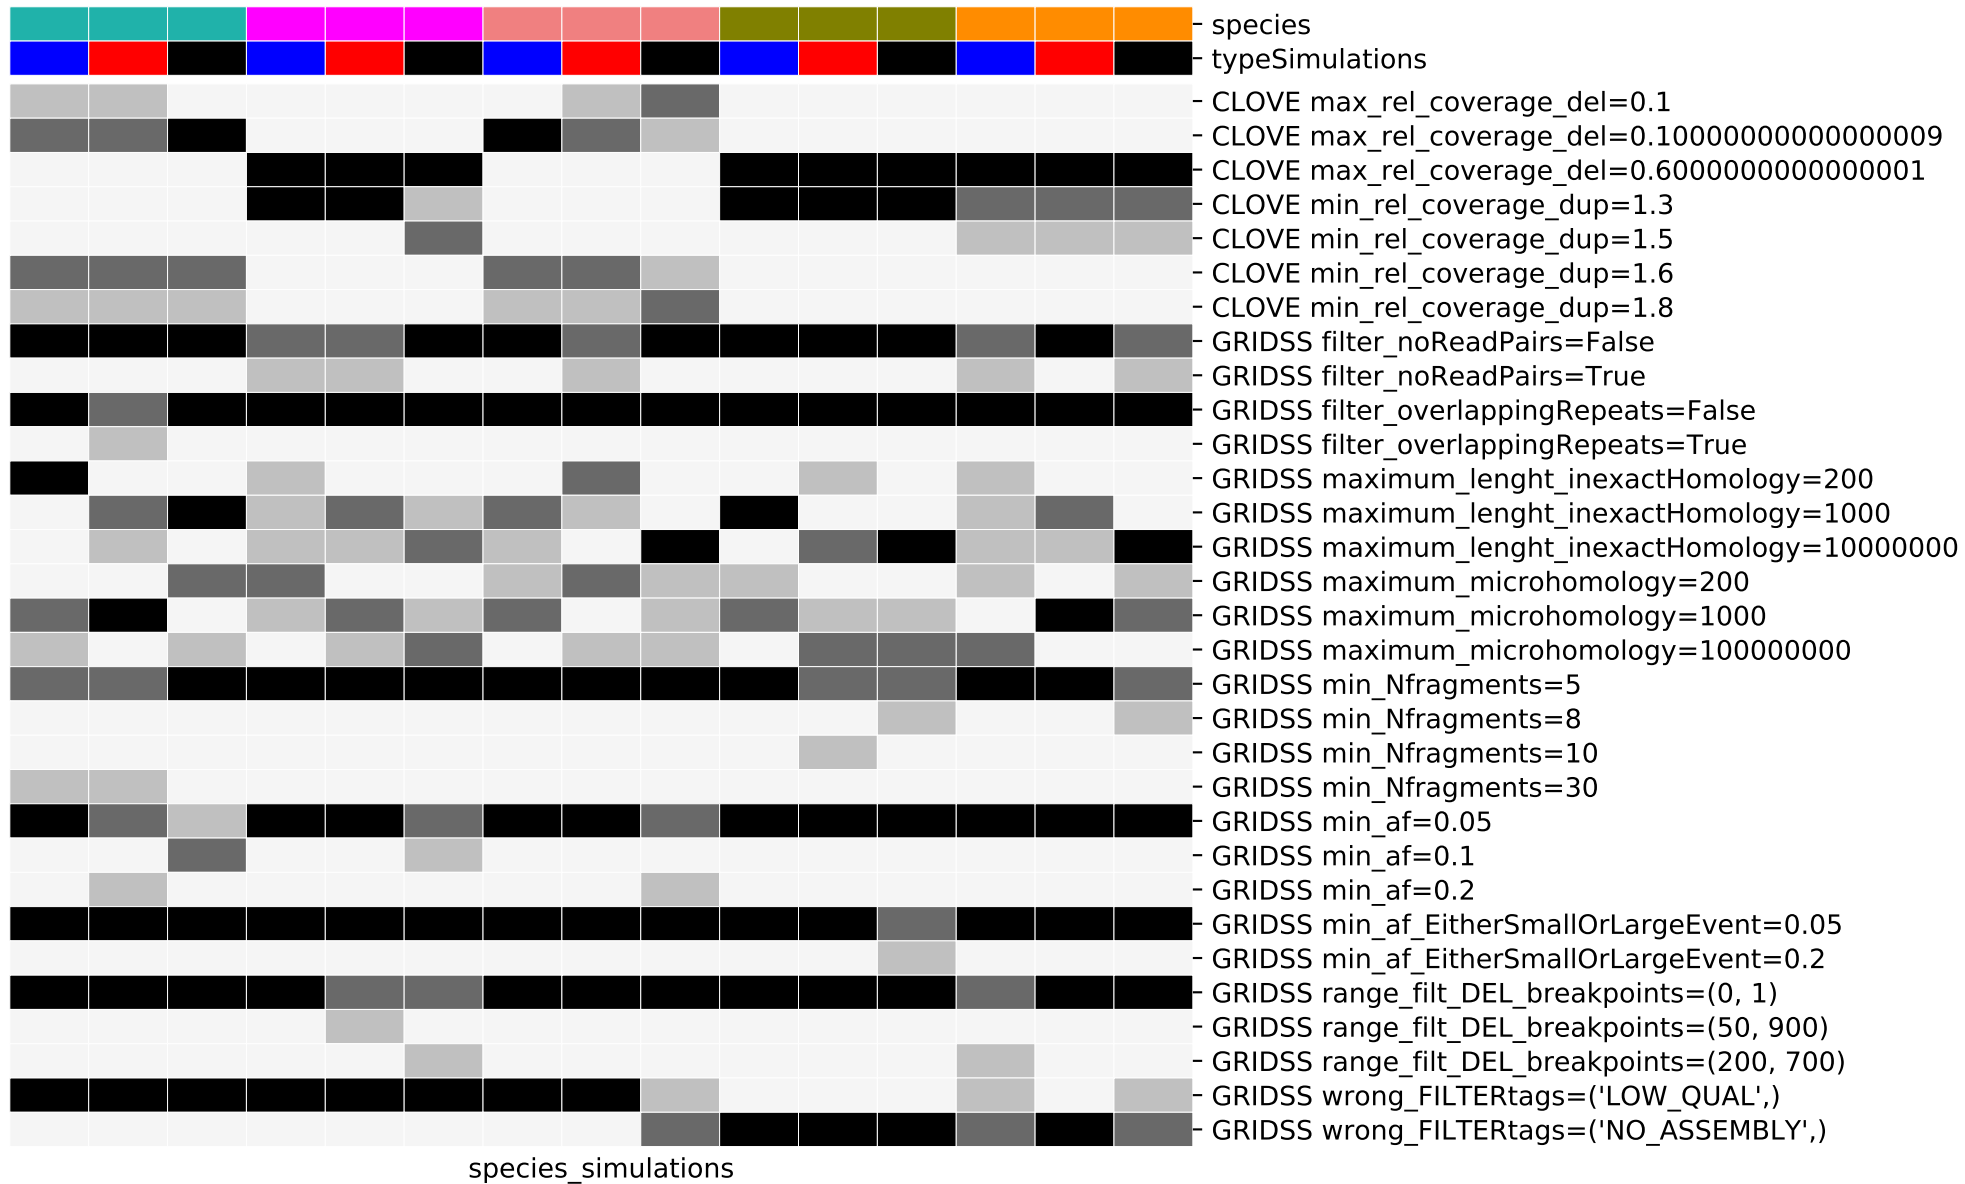 species
typeSimulations
CLOVE max_rel_coverage_del=0.1
CLOVE max_rel_coverage_del=0.10000000000000009
CLOVE max_rel_coverage_del=0.6000000000000001
CLOVE min_rel_coverage_dup=1.3
CLOVE min_rel_coverage_dup=1.5
CLOVE min_rel_coverage_dup=1.6
CLOVE min_rel_coverage_dup=1.8
GRIDSS filter_noReadPairs=False
GRIDSS filter_noReadPairs=True
GRIDSS filter_overlappingRepeats=False
GRIDSS filter_overlappingRepeats=True
GRIDSS maximum_lenght_inexactHomology=200
GRIDSS maximum_lenght_inexactHomology=1000
GRIDSS maximum_lenght_inexactHomology=10000000
GRIDSS maximum_microhomology=200
GRIDSS maximum_microhomology=1000
GRIDSS maximum_microhomology=100000000
GRIDSS min_Nfragments=5
GRIDSS min_Nfragments=8
GRIDSS min_Nfragments=10
GRIDSS min_Nfragments=30
GRIDSS min_af=0.05
GRIDSS min_af=0.1
GRIDSS min_af=0.2
GRIDSS min_af_EitherSmallOrLargeEvent=0.05
GRIDSS min_af_EitherSmallOrLargeEvent=0.2
GRIDSS range_filt_DEL_breakpoints=(0, 1)
GRIDSS range_filt_DEL_breakpoints=(50, 900)
GRIDSS range_filt_DEL_breakpoints=(200, 700)
GRIDSS wrong_FILTERtags=('LOW_QUAL',)
GRIDSS wrong_FILTERtags=('NO_ASSEMBLY',)
species_simulations